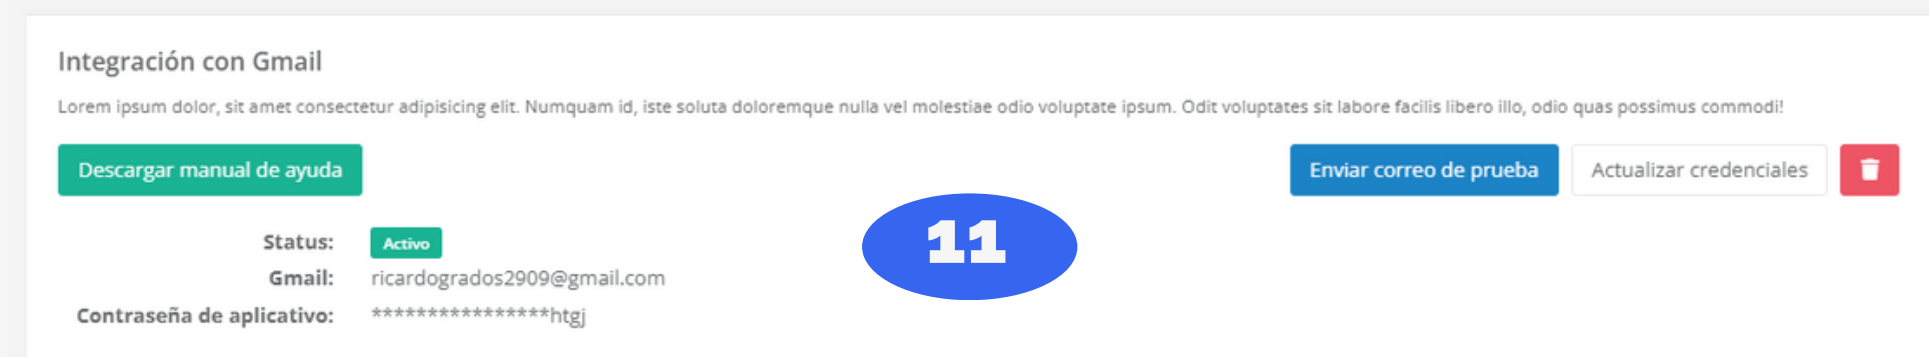 Integración con Gmail
Lorem ipsum dolor, sit amet consectetur adipisicing elit. Numquam id, iste soluta doloremque nulla vel molestiae odio voluptate ipsum. Odit voluptates sit labore facilis libero illo, odio quas possimus commodi!
Descargar manual de ayuda
Enviar correo de prueba
Actualizar credenciales
Status: Activo
11
Gmail: ricardogrados2909@gmail.com
Contraseña de aplicativo: ****************htgj